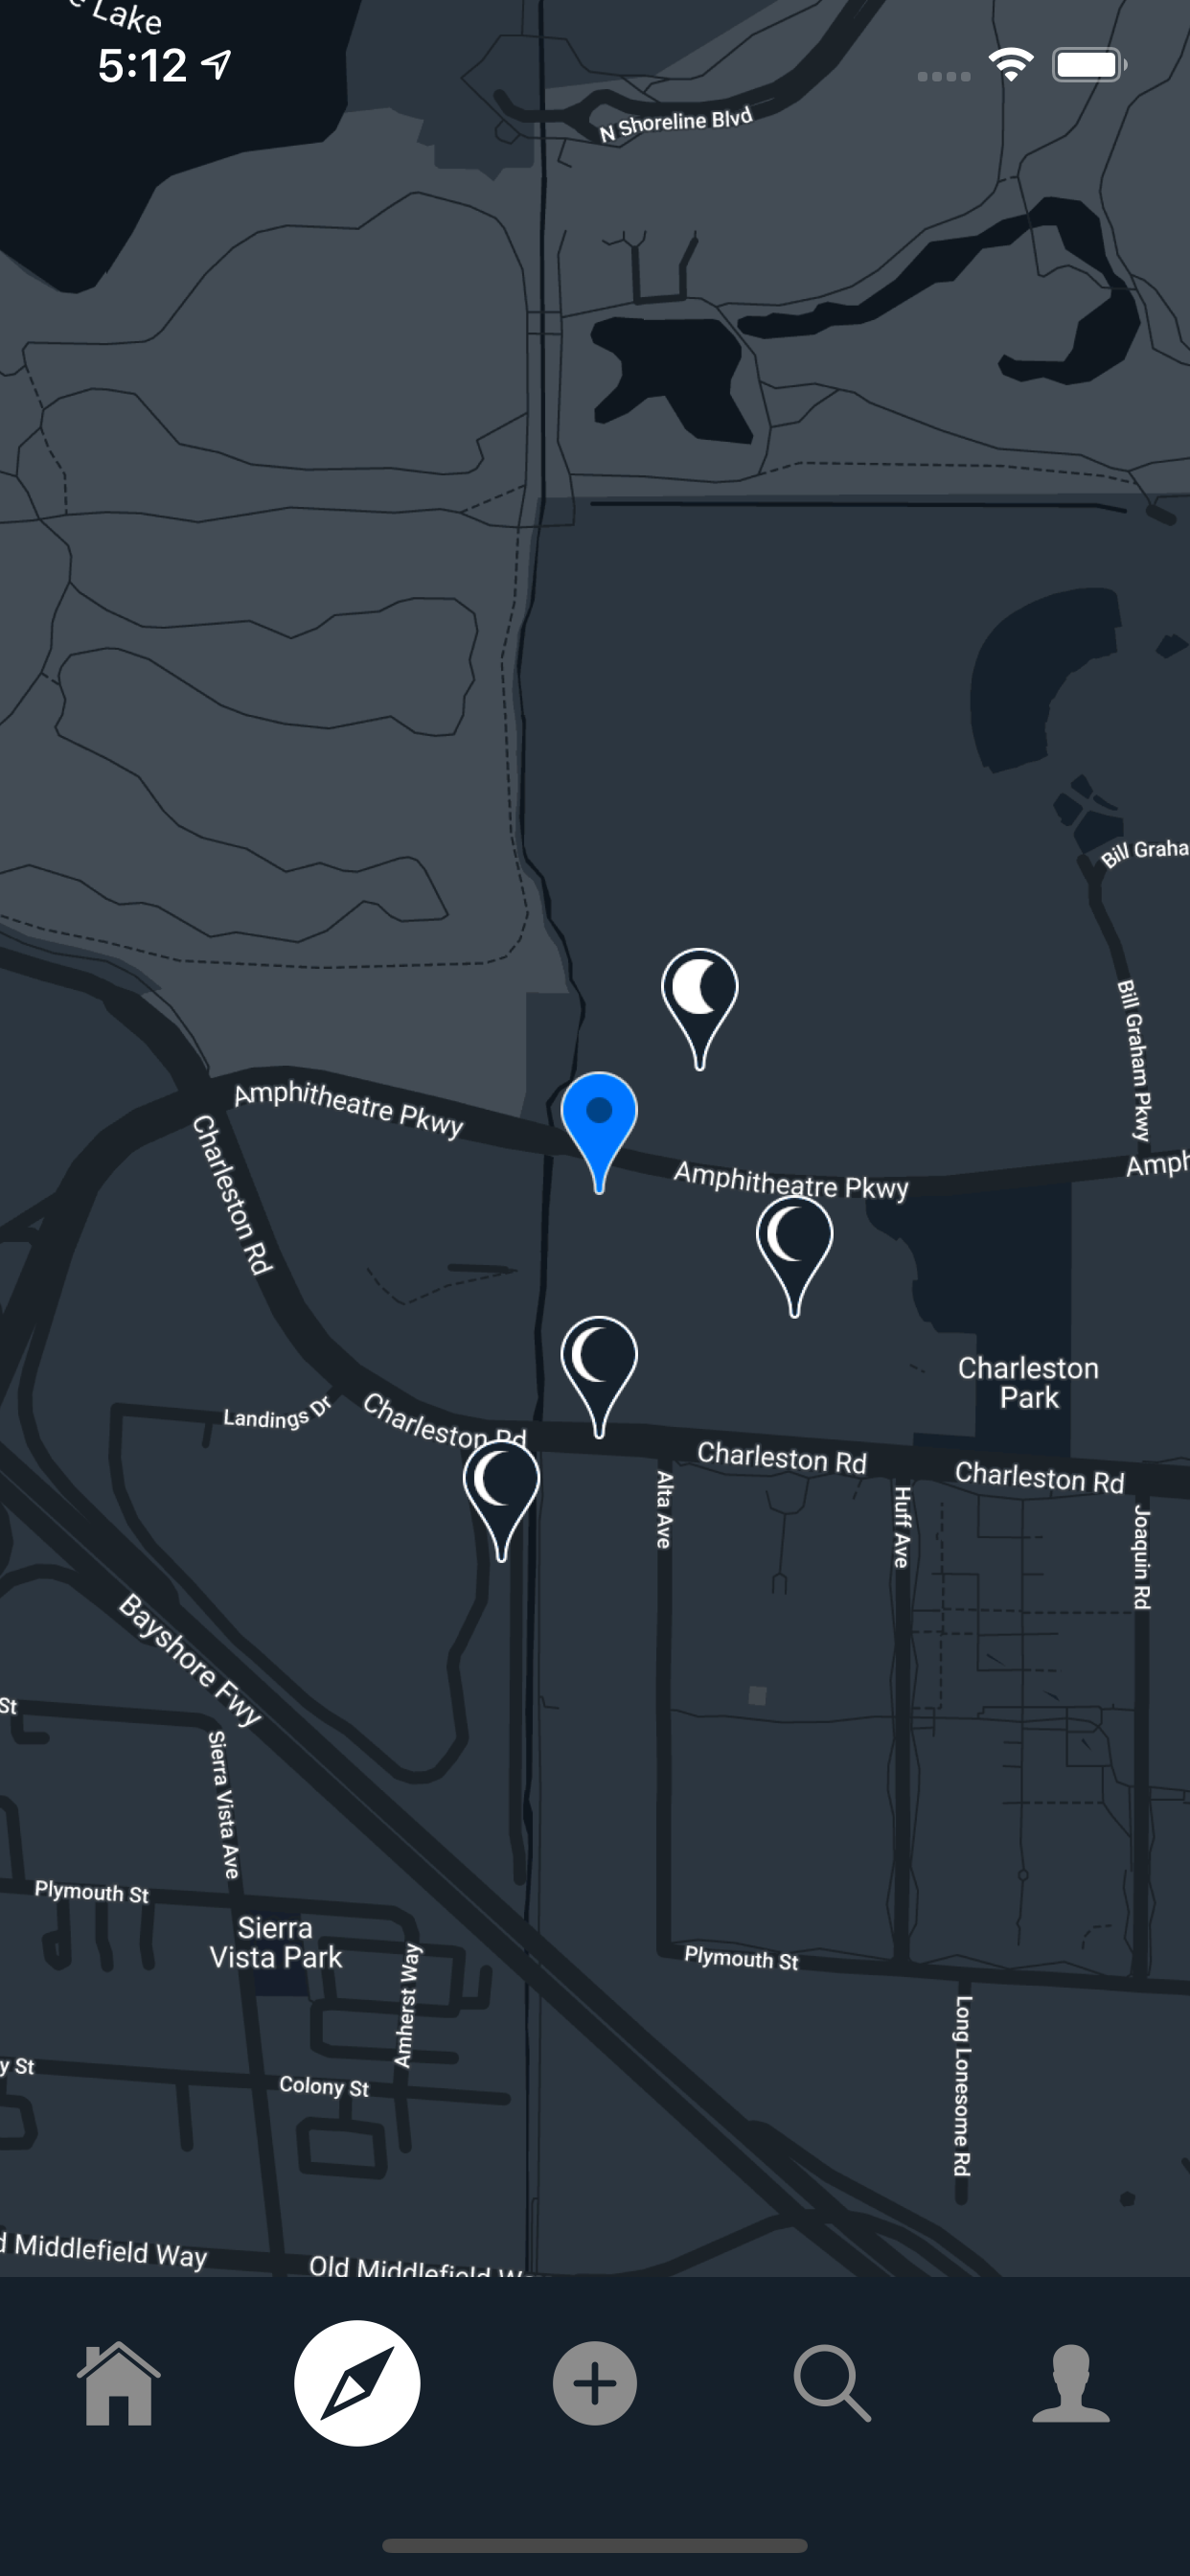 Lake
5:12
N Shoreline Blvd
Bill Graha
Bill Graham Pkwy
Amphitheatre Pkwy
Charleston Rd
Amphitheatre Pkwy
Amph
Charleston
Park
Landings Dr
Charleston Rd
Charleston Rd
Charleston Rd
Alta Ave
Huff Ave
Joaquin Rd
Bayshore Fwy
St
Sierra Vista Ave
Plymouth St
Sierra
Vista Park
Amherst Way
Plymouth St
Long Lonesome Rd
y St
Colony St
d Middlefield Way
Old Middlefield W